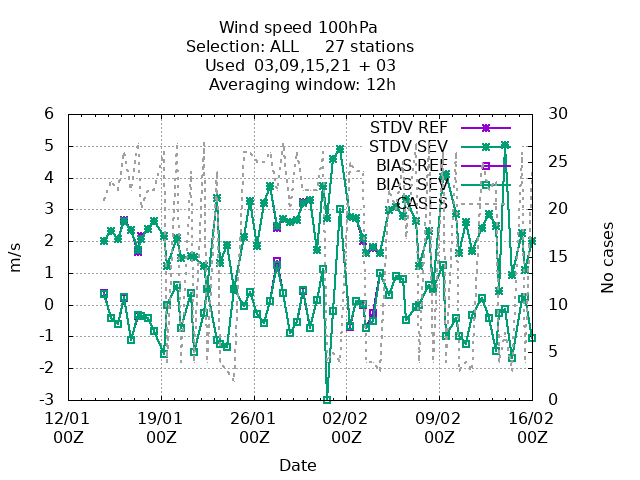 Wind speed 100hPa
Selection: ALL 27 stations
Used 03,09,15,21 + 03
Averaging window: 12h
STDV REF
STDV SEV
BIAS REF
BIAS SEV
CASES
6
5
4
3
2
1
0
-1
-2
-3
m/s
30
25
20
15
10
5
0
No cases
12/01 19/01 26/01 02/02 09/02 16/02
00Z 00Z 00Z 00Z 00Z 00Z
Date